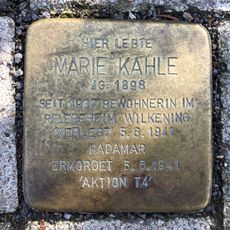 HIER LEBTE
MARIE KAHLE
JG. 1898
SEIT 1937 BEWOHNERIN IM
PFLEGEHEIM WILKENING
'VERLEGT' 5.6.1941
HADAMAR
ERMORDET 5.6.1941
'AKTION T4'